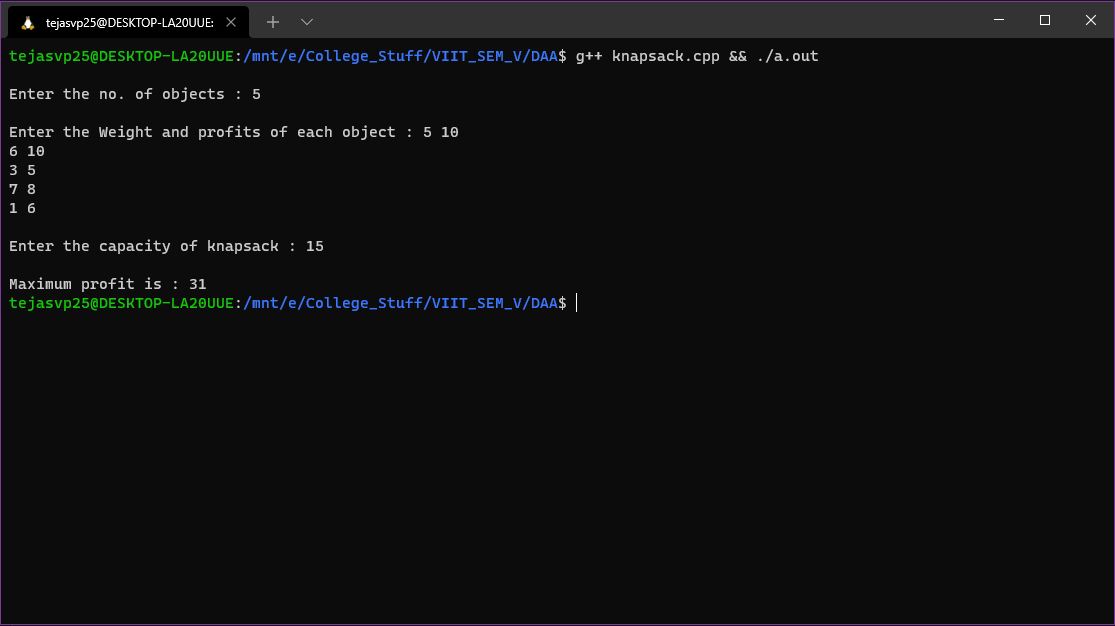 tejasvp25@DESKTOP-LA20UUE:
tejasvp25@DESKTOP-LA20UUE:/mnt/e/College_Stuff/VIIT_SEM_V/DAA$ g++ knapsack.cpp && ./a.out
Enter the no. of objects : 5
Enter the Weight and profits of each object : 5 10
6 10
3 5
7 8
1 6
Enter the capacity of knapsack : 15
Maximum profit is : 31
tejasvp25@DESKTOP-LA20UUE:/mnt/e/College_Stuff/VIIT_SEM_V/DAA$